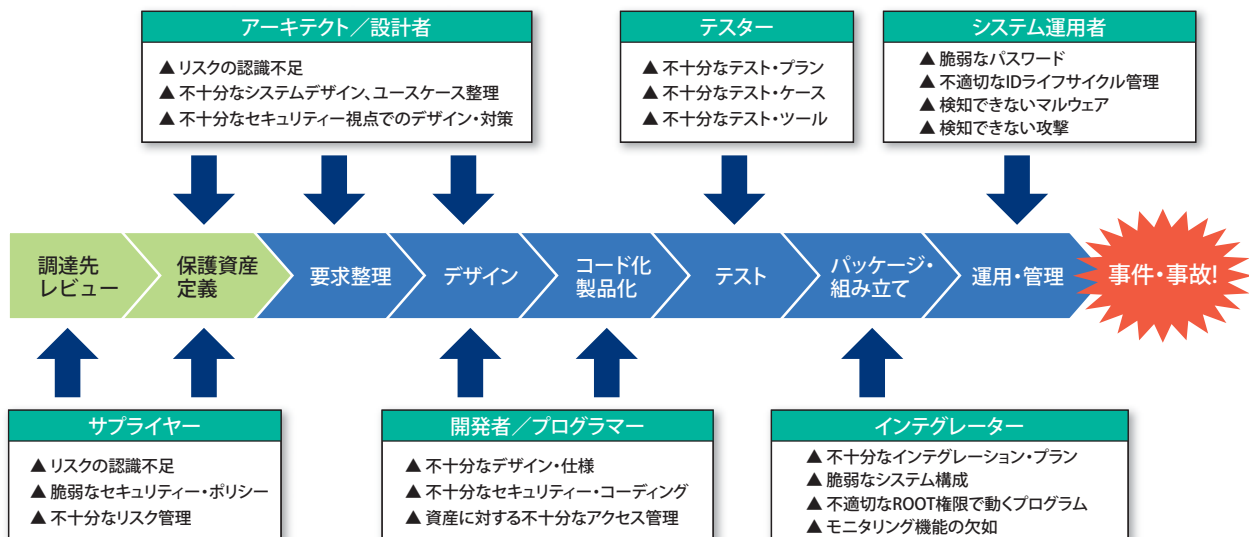 アーキテクト／設計者
▲ リスクの認識不足
▲ 不十分なシステムデザイン、ユースケース整理
▲ 不十分なセキュリティー視点でのデザイン・対策
テスター
▲ 不十分なテスト・プラン
▲ 不十分なテスト・ケース
▲ 不十分なテスト・ツール
システム運用者
▲ 脆弱なパスワード
▲ 不適切なIDライフサイクル管理
▲ 検知できないマルウェア
▲ 検知できない攻撃
調達先
レビュー
保護資産
定義
要求整理
デザイン
コード化
製品化
テスト
パッケージ・
組み立て
運用・管理
事件・事故!
サプライヤー
▲ リスクの認識不足
▲ 脆弱なセキュリティー・ポリシー
▲ 不十分なリスク管理
開発者／プログラマー
▲ 不十分なデザイン・仕様
▲ 不十分なセキュリティー・コーディング
▲ 資産に対する不十分なアクセス管理
インテグレーター
▲ 不十分なインテグレーション・プラン
▲ 脆弱なシステム構成
▲ 不適切なROOT権限で動くプログラム
▲ モニタリング機能の欠如